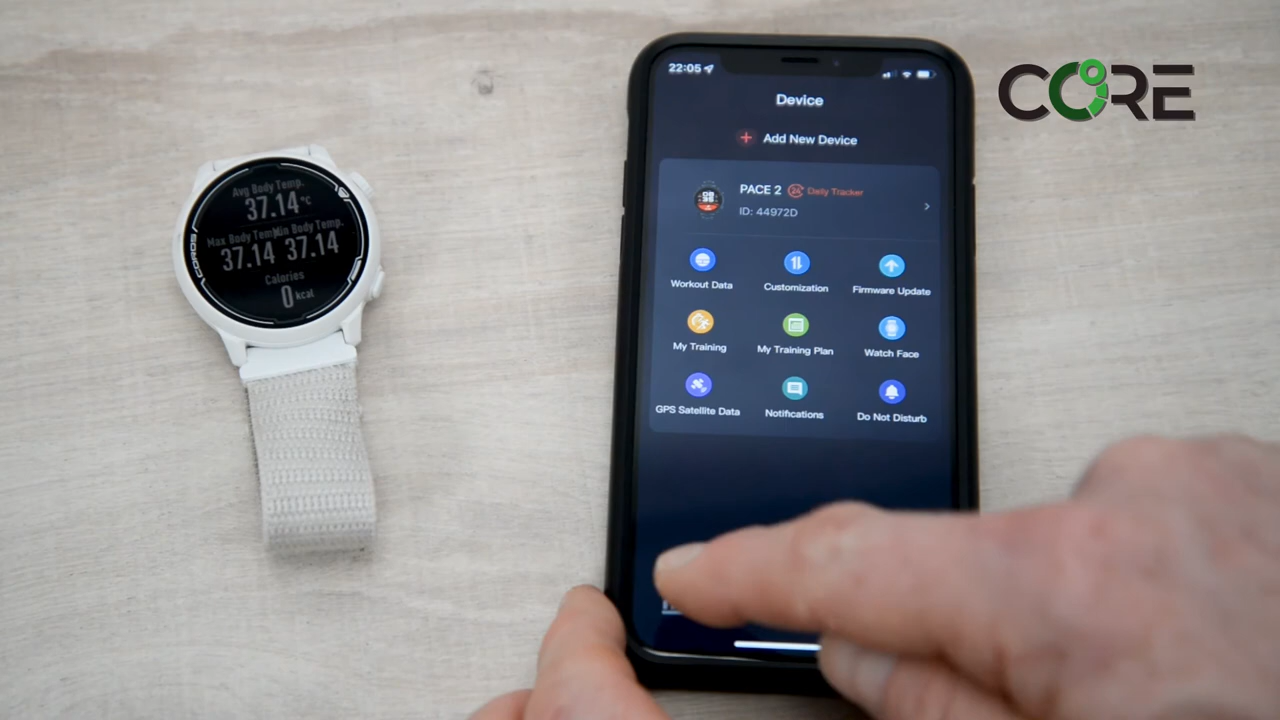 CORE
22:05
Device
+ Add New Device
PACE 2 24 Daily Tracker
ID: 44972D
Workout Data
Customization
Firmware Update
My Training
My Training Plan
Watch Face
GPS Satellite Data
Notifications
Do Not Disturb
COROS
Avg Body Temp.
37.14 °C
Max Body Temp Min Body Temp.
37.14 37.14
Calories
0 kcal